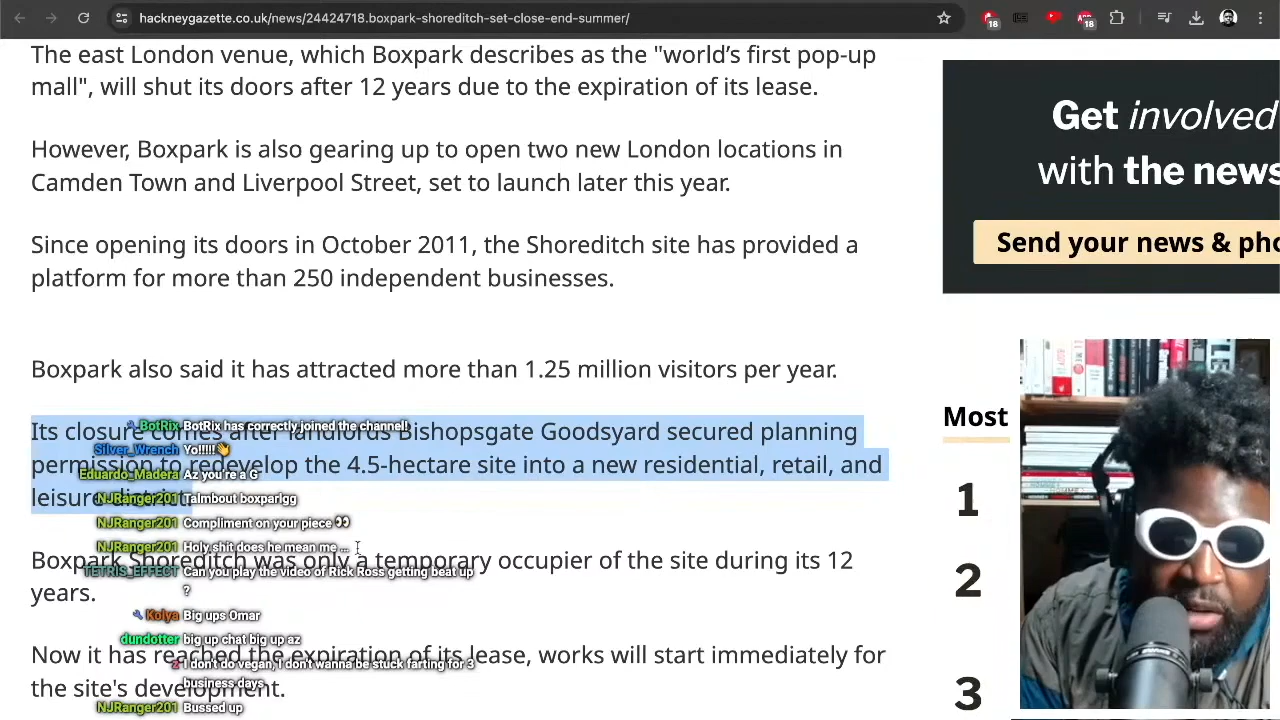 hackneygazette.co.uk/news/24424718.boxpark-shoreditch-set-close-end-summer/
18
18
The east London venue, which Boxpark describes as the "world’s first pop-up
mall", will shut its doors after 12 years due to the expiration of its lease.
However, Boxpark is also gearing up to open two new London locations in
Camden Town and Liverpool Street, set to launch later this year.
Since opening its doors in October 2011, the Shoreditch site has provided a
platform for more than 250 independent businesses.
Boxpark also said it has attracted more than 1.25 million visitors per year.
Its closure comes after landlords Bishopsgate Goodsyard secured planning
permission redevelop the 4.5-hectare site into a new residential, retail, and
leisure
Boxpark Shoreditch was only a temporary occupier of the site during its 12
years.
Now it has reached the expiration of its lease, works will start immediately for
the site's development.
BotRix BotRix has correctly joined the channel!
Silver_Wrench Yo!!!!!👋
Eduardo_Madera Az you're a G
NJRanger201 Talmbout boxparigg
NJRanger201 Compliment on your piece 👀
NJRanger201 Holy shit does he mean me ...
TETRIS_EFFECT Can you play the video of Rick Ross getting beat up
?
Kolya Big ups Omar
dundotter big up chat big up az
I don't do vegan, I don't wanna be stuck farting for 3
business days
NJRanger201 Bussed up
Get involved
with the news
Send your news & pho
Most
1
2
3